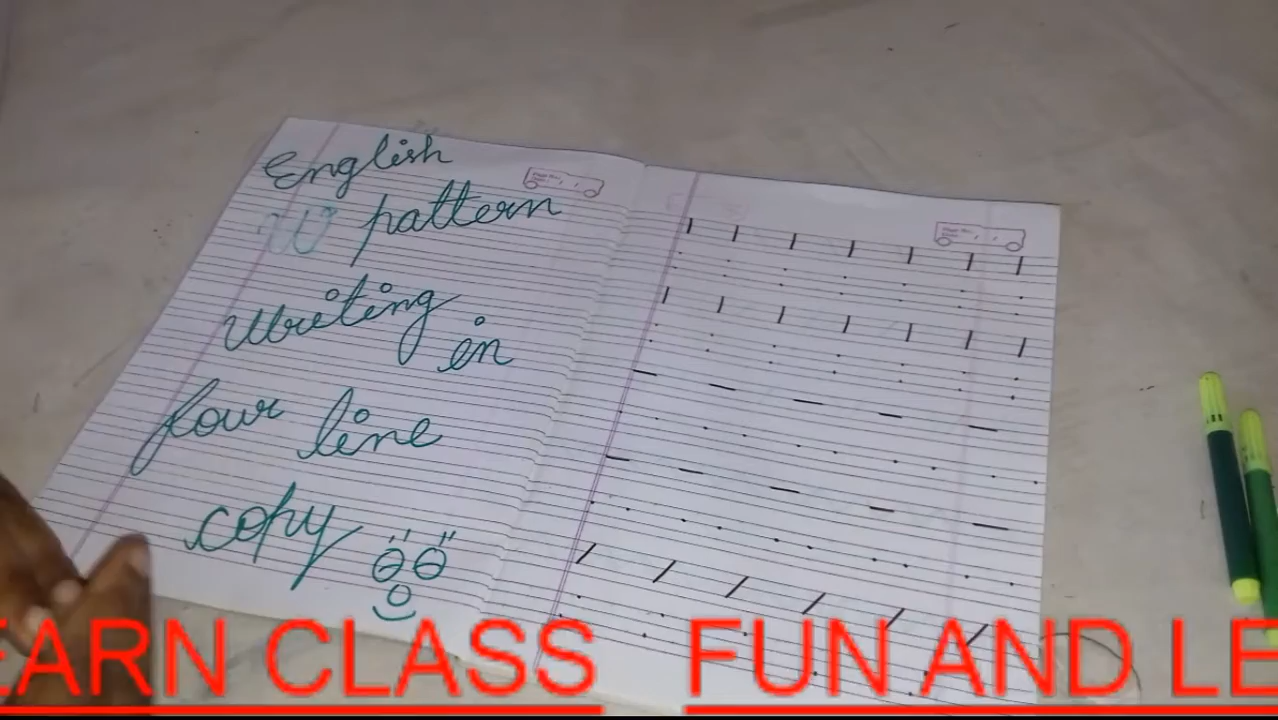 English
pattern
writing
in
four line
copy
EARN CLASS FUN AND LE